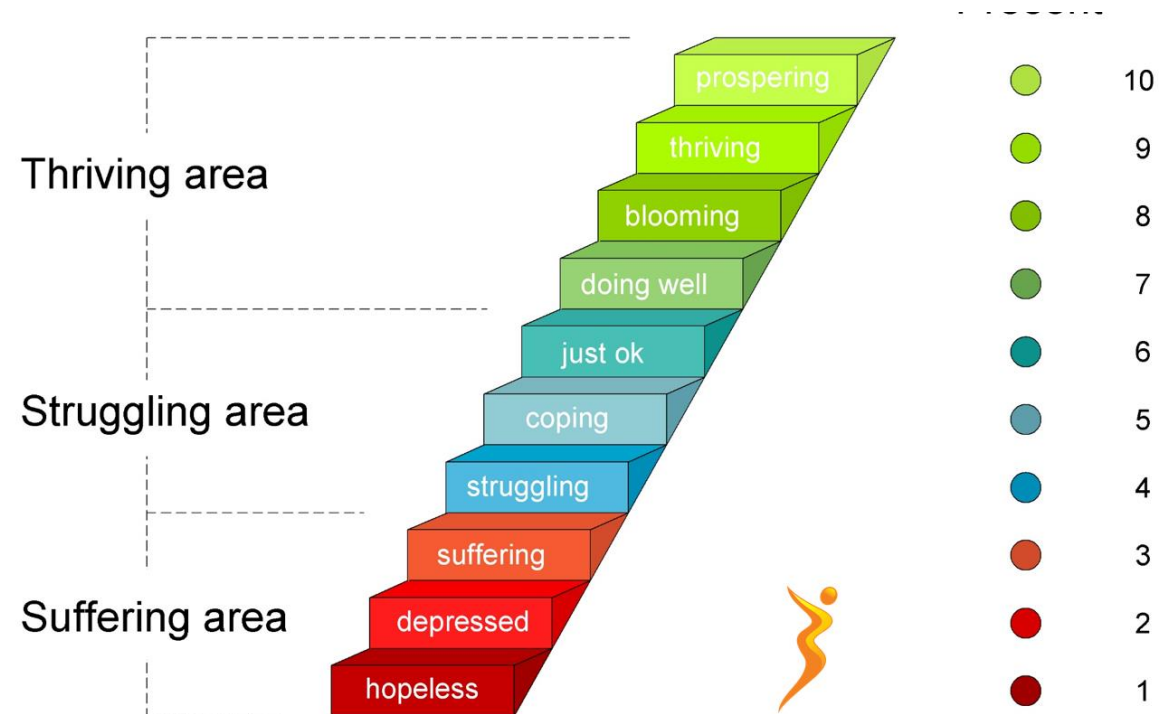 prospering 10
thriving 9
Thriving area
blooming 8
doing well 7
just ok 6
Struggling area
coping 5
struggling 4
suffering 3
Suffering area
depressed 2
hopeless 1